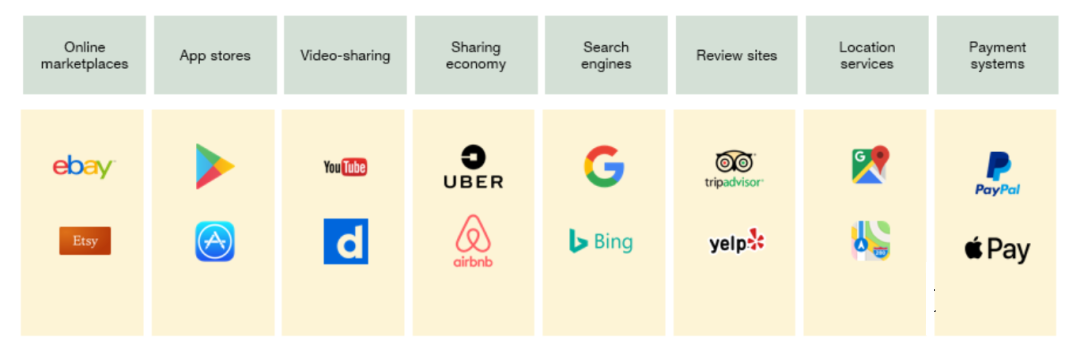 Online
marketplaces
App stores
Video-sharing
Sharing
economy
Search
engines
Review sites
Location
services
Payment
systems
ebay
Etsy
YouTube
d
UBER
airbnb
G
Bing
tripadvisor
yelp
G
280
PayPal
Pay